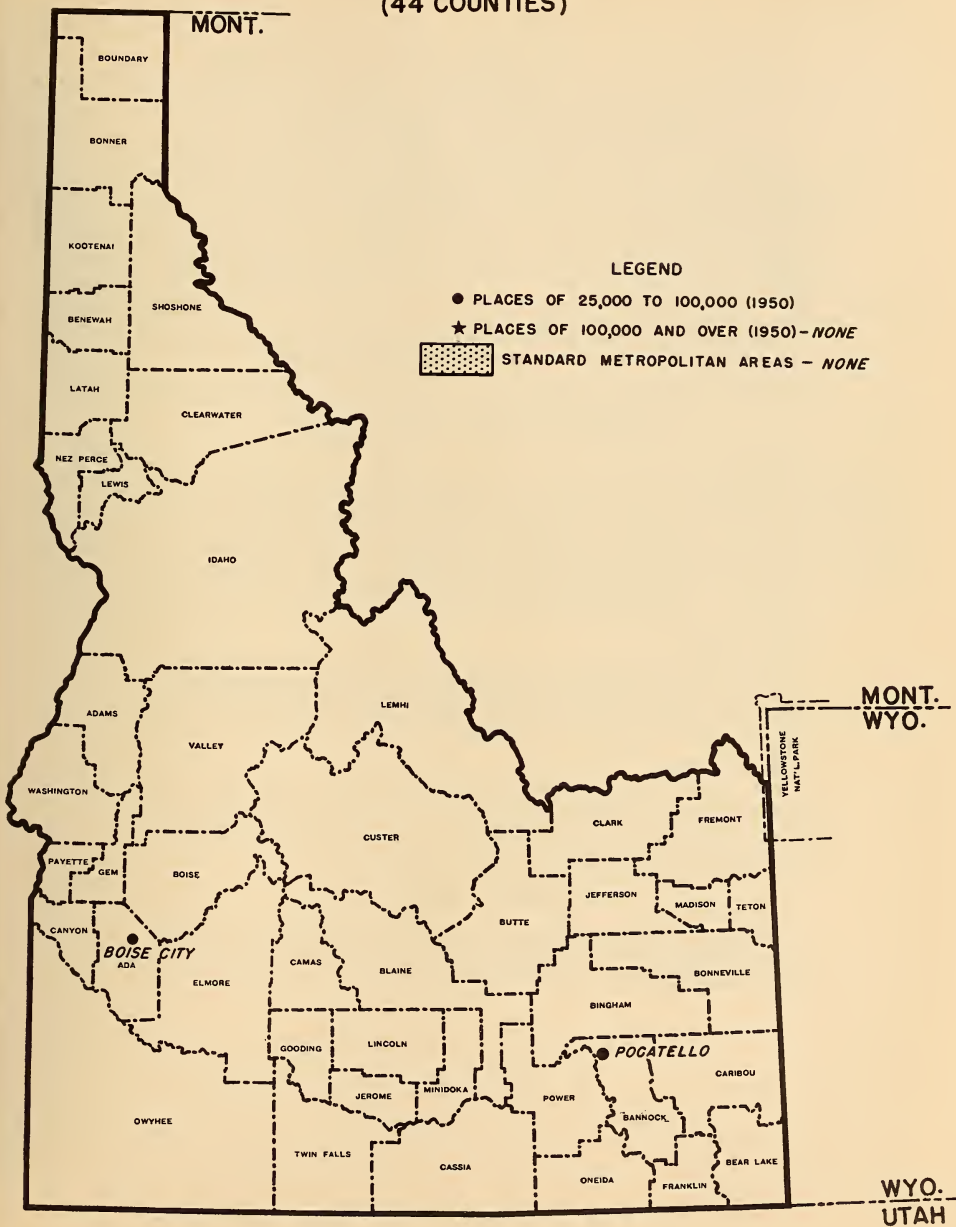 (44 COUNTIES)
MONT.
BOUNDARY
BONNER
KOOTENAI
SHOSHONE
BENEWAH
LATAH
CLEARWATER
NEZ PERCE
LEWIS
IDAHO
LEGEND
PLACES OF 25,000 TO 100,000 (1950)
PLACES OF 100,000 AND OVER (1950) - NONE
STANDARD METROPOLITAN AREAS - NONE
ADAMS
VALLEY
LEMHI
MONT.
WYO.
YELLOWSTONE
NAT'L. PARK
WASHINGTON
CUSTER
CLARK
FREMONT
PAYETTE
GEM
BOISE
JEFFERSON
MADISON
TETON
BUTTE
CANYON
BOISE CITY
ADA
ELMORE
CAMAS
BLAINE
BONNEVILLE
BINGHAM
GOODING
LINCOLN
POCATELLO
CARIBOU
JEROME
MINIDOKA
POWER
BANNOCK
OWYHEE
TWIN FALLS
CASSIA
ONEIDA
FRANKLIN
BEAR LAKE
WYO.
UTAH